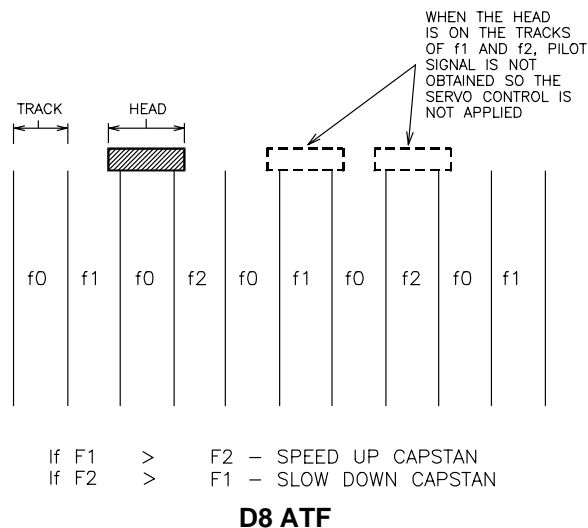 WHEN THE HEAD
IS ON THE TRACKS
OF f1 AND f2, PILOT
SIGNAL IS NOT
OBTAINED SO THE
SERVO CONTROL IS
NOT APPLIED
TRACK HEAD
f0 f1 f0 f2 f0 f1 f0 f2 f0 f1
If F1 > F2 – SPEED UP CAPSTAN
If F2 > F1 – SLOW DOWN CAPSTAN
D8 ATF